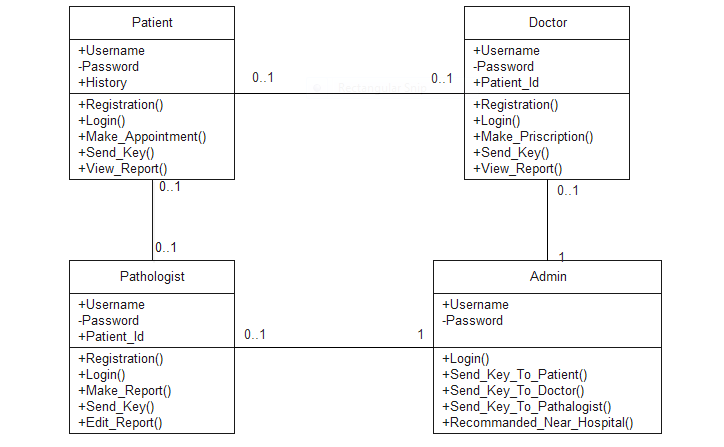 Patient
+Username
-Password
+History
+Registration()
+Login()
+Make_Appointment()
+Send_Key()
+View_Report()
0..1
0..1
Doctor
+Username
-Password
+Patient_Id
+Registration()
+Login()
+Make_Priscription()
+Send_Key()
+View_Report()
0..1
0..1
0..1
1
Pathologist
+Username
-Password
+Patient_Id
+Registration()
+Login()
+Make_Report()
+Send_Key()
+Edit_Report()
0..1
1
Admin
+Username
-Password
+Login()
+Send_Key_To_Patient()
+Send_Key_To_Doctor()
+Send_Key_To_Pathalogist()
+Recommanded_Near_Hospital()